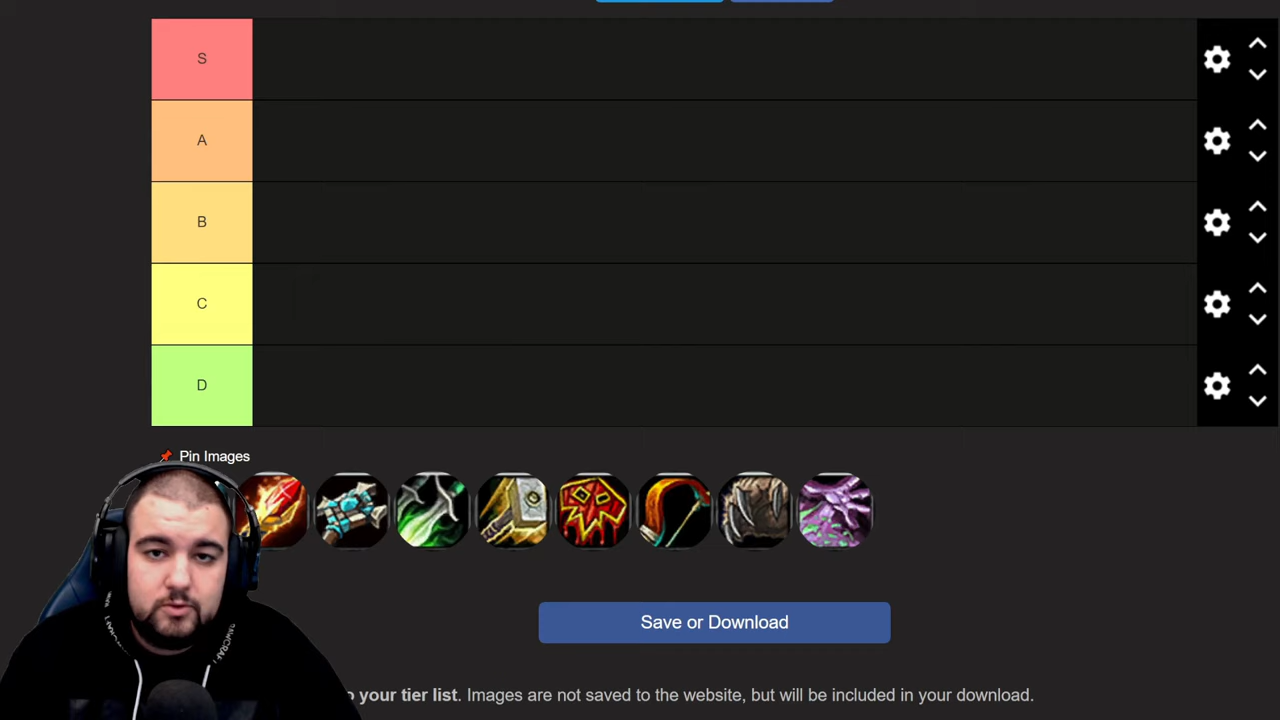 S
A
B
C
D
Pin Images
Save or Download
o your tier list. Images are not saved to the website, but will be included in your download.